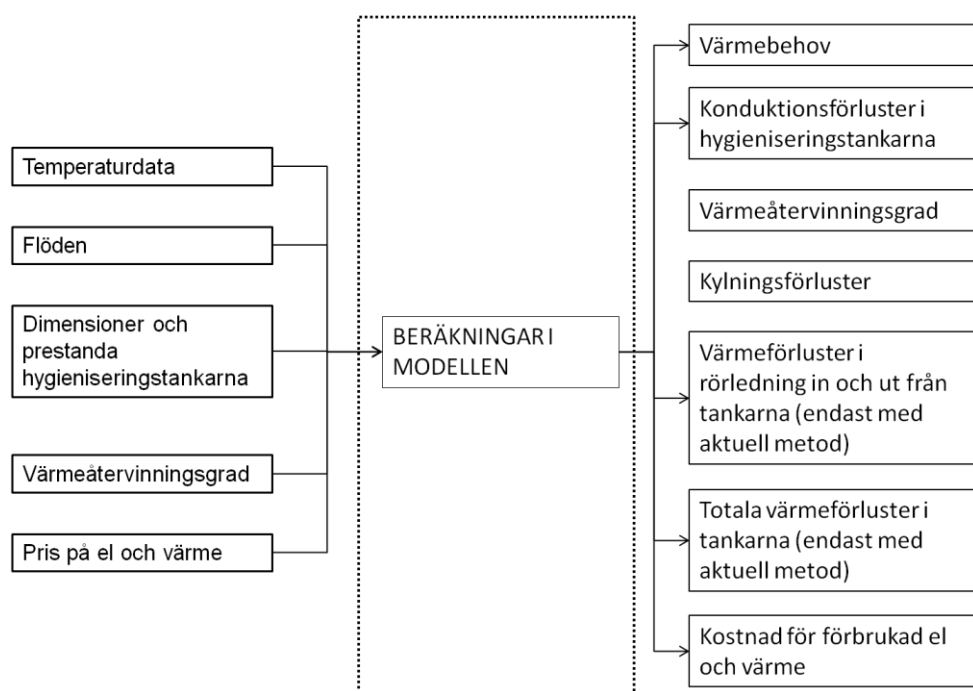 Temperaturdata
Flöden
Dimensioner och
prestanda
hygieniseringstankarna
Värmeåtervinningsgrad
Pris på el och värme
BERÄKNINGAR I
MODELLEN
Värmebehov
Konduktionsförluster i
hygieniseringstankarna
Värmeåtervinningsgrad
Kylningsförluster
Värmeförluster i
rörledning in och ut från
tankarna (endast med
aktuell metod)
Totala värmeförluster i
tankarna (endast med
aktuell metod)
Kostnad för förbrukad el
och värme